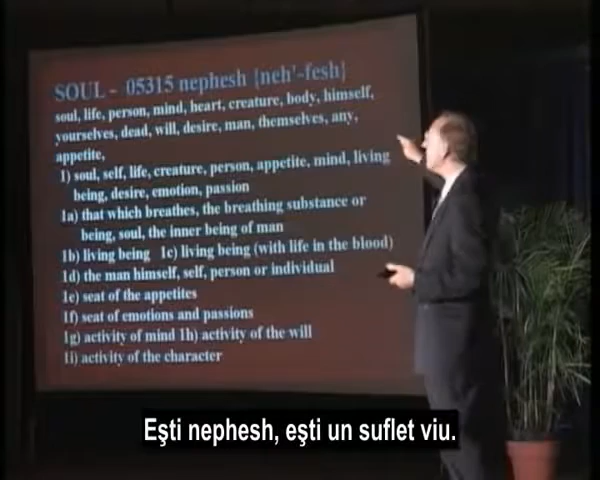 SOUL - 05315 nephesh {neh'-fesh}
soul, life, person, mind, heart, creature, body, himself,
yourselves, dead, will, desire, man, themselves, any,
appetite,
1) soul, self, life, creature, person, appetite, mind, living
being, desire, emotion, passion
1a) that which breathes, the breathing substance or
being, soul, the inner being of man
1b) living being 1c) living being (with life in the blood)
1d) the man himself, self, person or individual
1e) seat of the appetites
1f) seat of emotions and passions
1g) activity of mind 1h) activity of the will
1i) activity of the character
Eşti nephesh, eşti un suflet viu.